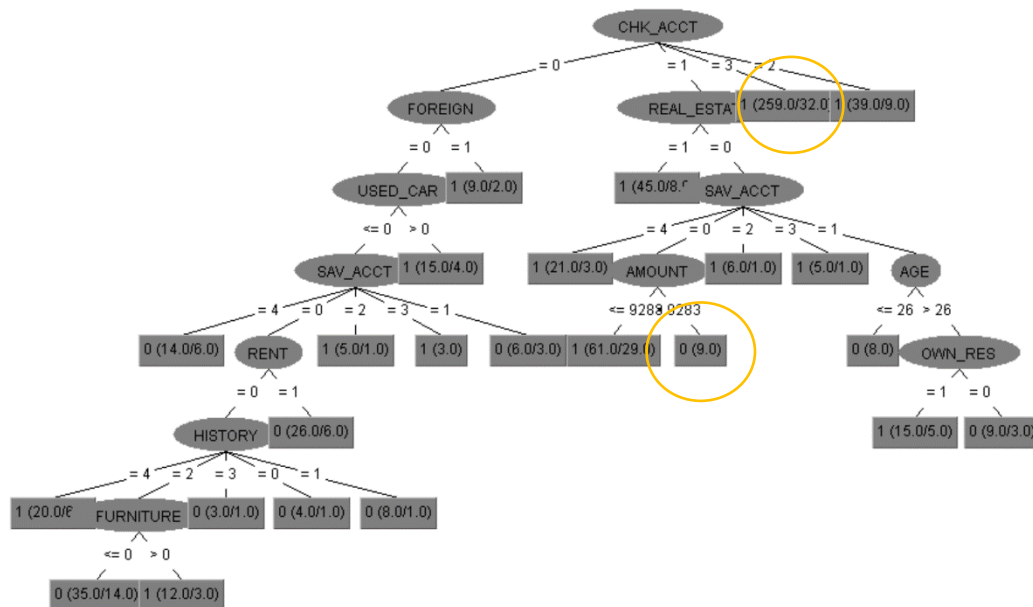 CHK_ACCT
= 0 = 1 = 3 = 2
FOREIGN REAL_ESTAT 1 (259.0/32.0) 1 (39.0/9.0)
= 0 = 1 = 1 = 0
USED_CAR 1 (9.0/2.0) 1 (45.0/8. SAV_ACCT
<= 0 > 0 = 4 = 0 = 2 = 3 = 1
SAV_ACCT 1 (15.0/4.0) 1 (21.0/3.0) AMOUNT 1 (6.0/1.0) 1 (5.0/1.0) AGE
= 4 = 0 = 2 = 3 = 1 <= 9283 9283 <= 26 > 26
0 (14.0/6.0) RENT 1 (5.0/1.0) 1 (3.0) 0 (6.0/3.0) 1 (61.0/29.0) 0 (9.0) 0 (8.0) OWN_RES
= 0 = 1 = 1 = 0
HISTORY 0 (26.0/6.0) 1 (15.0/5.0) 0 (9.0/3.0)
= 4 = 2 = 3 = 0 = 1
1 (20.0/ FURNITURE 0 (3.0/1.0) 0 (4.0/1.0) 0 (8.0/1.0)
<= 0 > 0
0 (35.0/14.0) 1 (12.0/3.0)